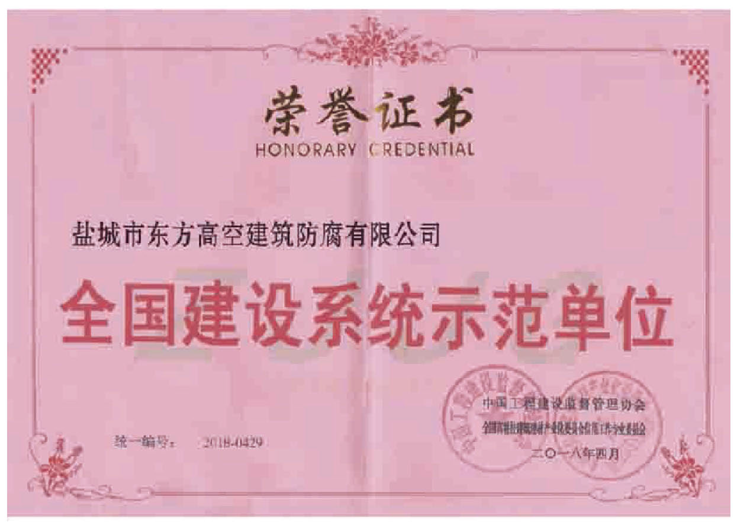 荣誉证书
HONORARY CREDENTIAL
盐城市东方高空建筑防腐有限公司
全国建设系统示范单位
中国工程建设监督管理协会
统一编号: 2018-0429
二〇一八年四月